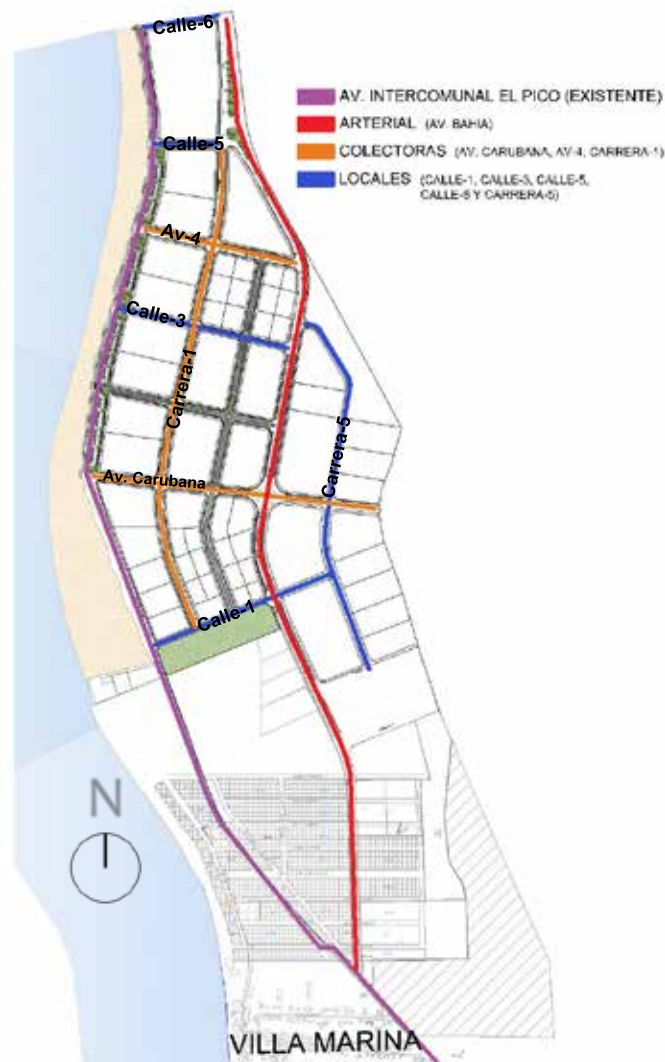 Calle-6
AV. INTERCOMUNAL EL PICO (EXISTENTE)
ARTERIAL (AV. BAHIA)
COLECTORAS (AV. CARUBANA, AV-4, CARRERA-1)
LOCALES (CALLE-1, CALLE-3, CALLE-5,
CALLE-6 Y CARRERA-5)
Calle-5
Av-4
Calle-3
Carrera-1
Carrera-5
Av. Carubana
Calle-1
N
VILLA MARINA